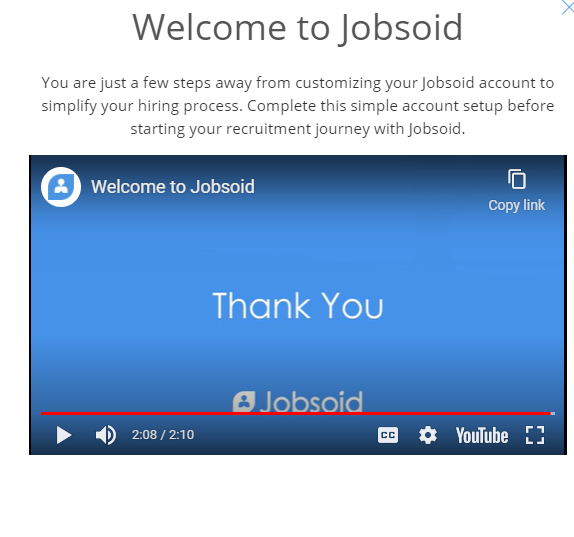 Welcome to Jobsoid
You are just a few steps away from customizing your Jobsoid account to
simplify your hiring process. Complete this simple account setup before
starting your recruitment journey with Jobsoid.
Welcome to Jobsoid
Copy link
Thank You
Jobsoid
2:08 / 2:10
CC
YouTube